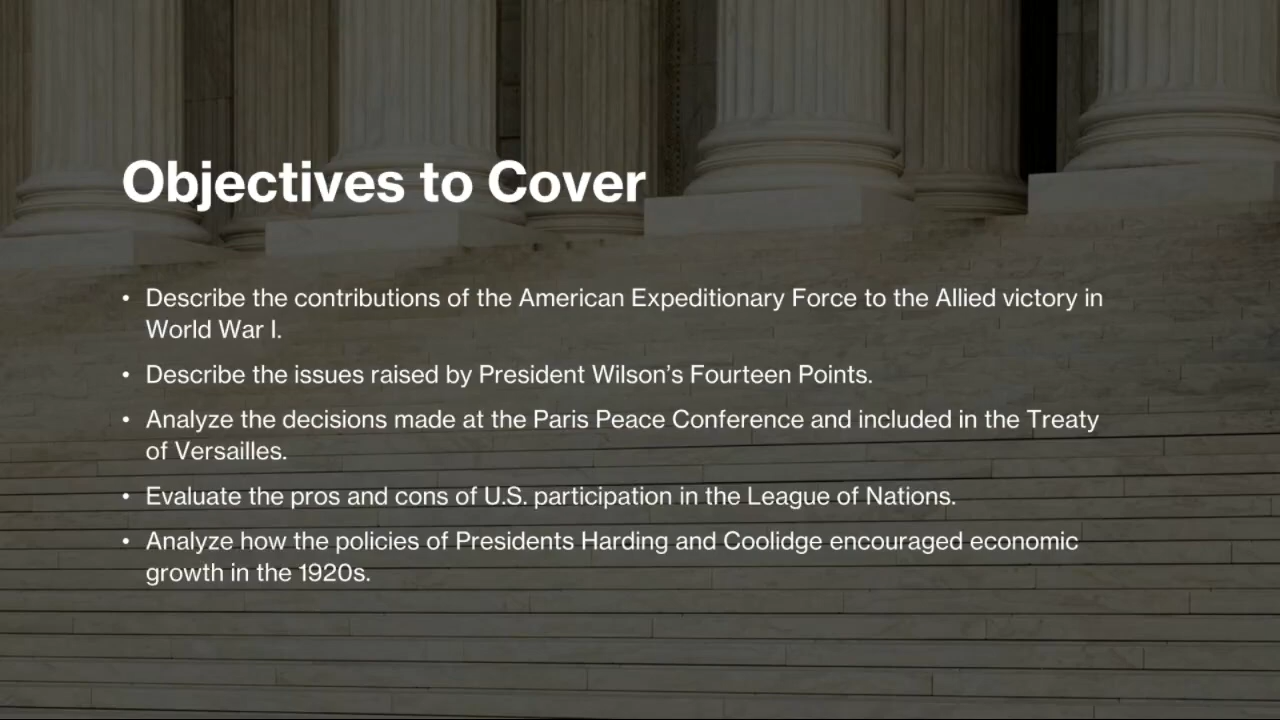 Objectives to Cover
• Describe the contributions of the American Expeditionary Force to the Allied victory in
World War I.
• Describe the issues raised by President Wilson’s Fourteen Points.
• Analyze the decisions made at the Paris Peace Conference and included in the Treaty
of Versailles.
• Evaluate the pros and cons of U.S. participation in the League of Nations.
• Analyze how the policies of Presidents Harding and Coolidge encouraged economic
growth in the 1920s.